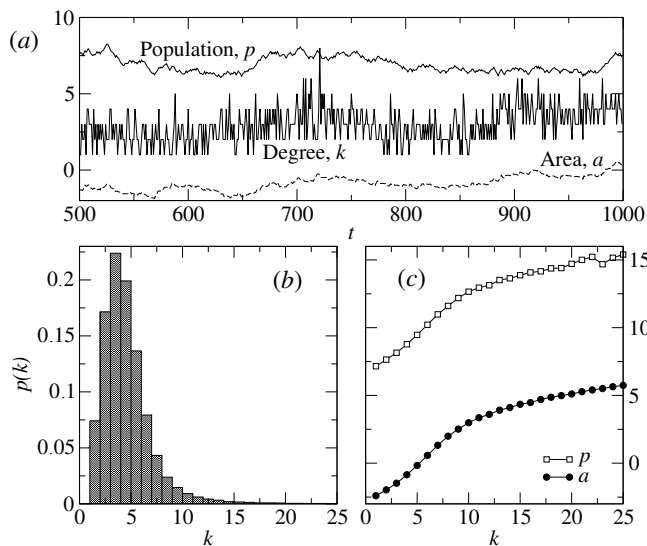 (a)
10
5
0
Population, p
Degree, k
Area, a
500 600 700 800 900 1000
t
(b)
0.2
0.15
0.1
0.05
0
p(k)
0 5 10 15 20 25
k
(c)
15
10
5
0
p
a
0 5 10 15 20 25
k